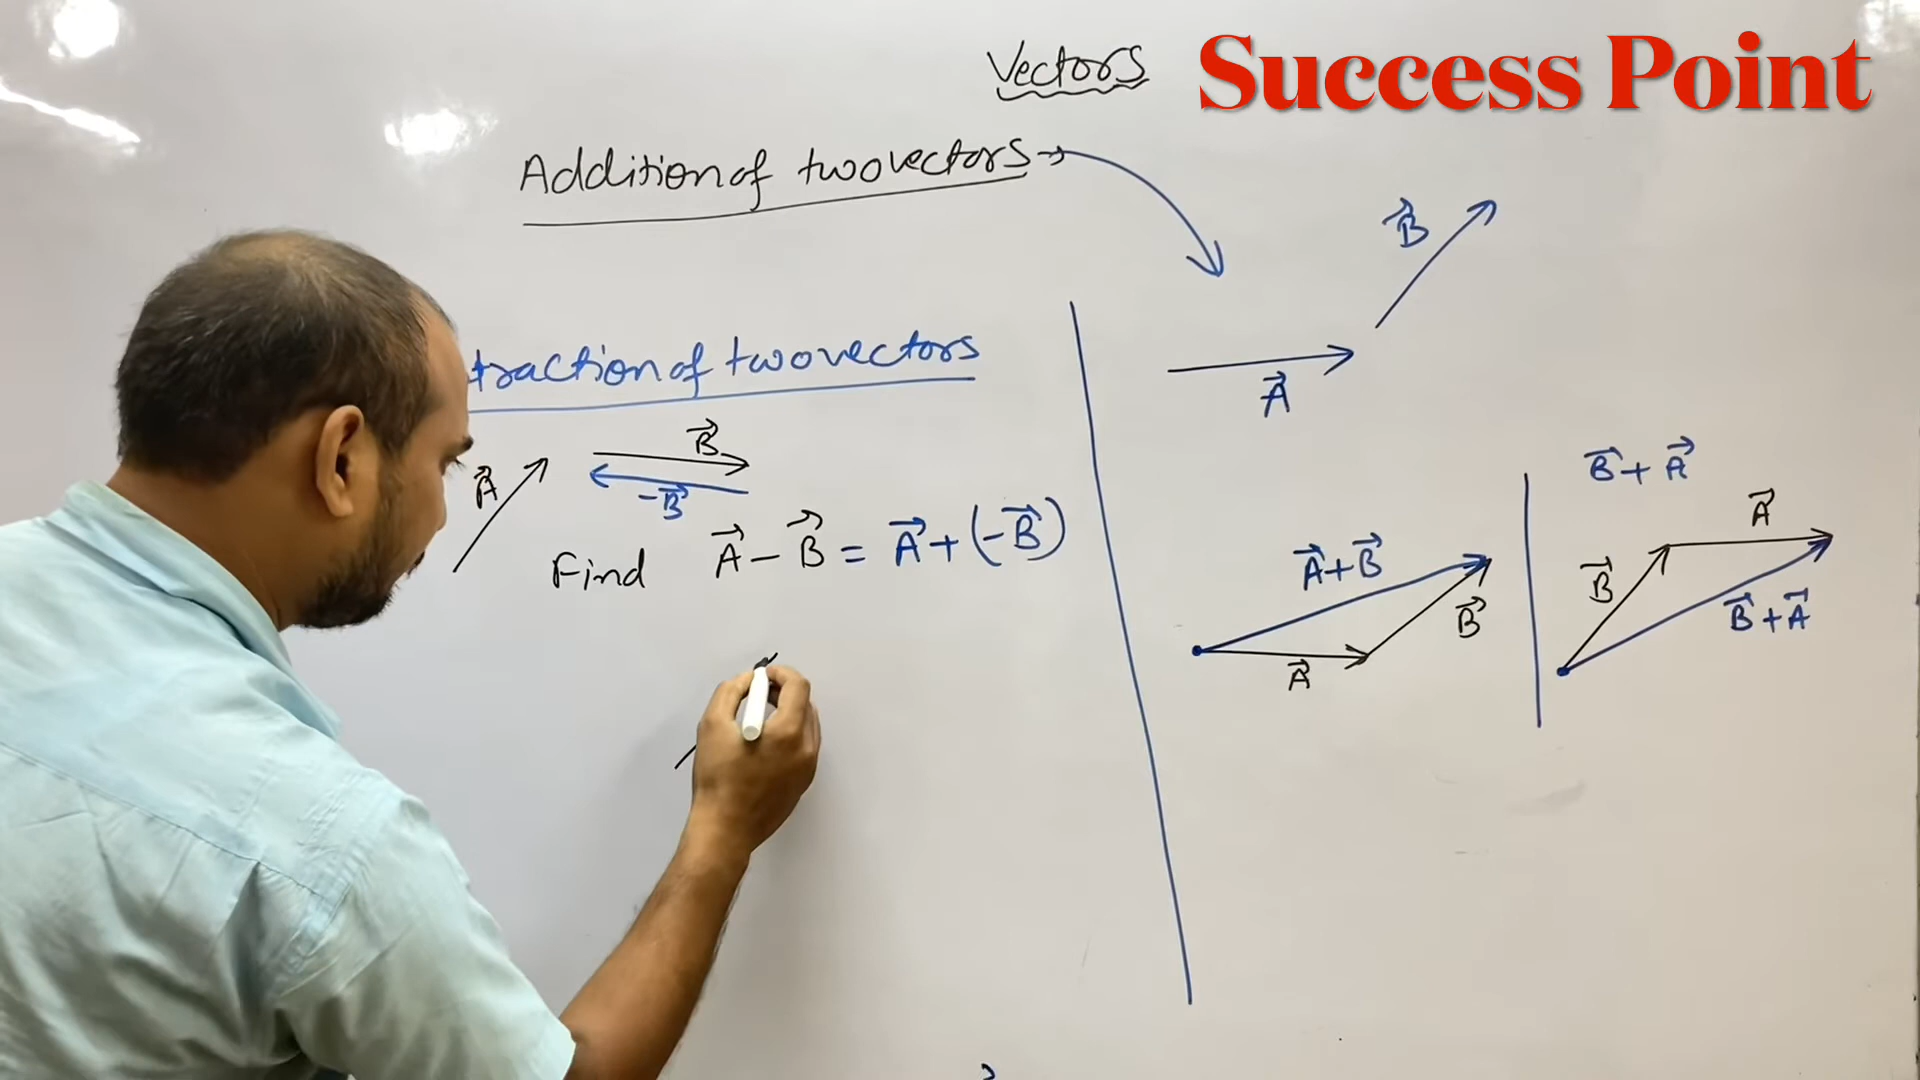 Vectors
Success Point
Addition of two vectors →
B⃗
A⃗
traction of two vectors
A⃗
B⃗
-B⃗
Find A⃗ - B⃗ = A⃗ + (-B⃗)
A⃗+B⃗
A⃗
B⃗
B⃗ + A⃗
A⃗
B⃗
B⃗ + A⃗